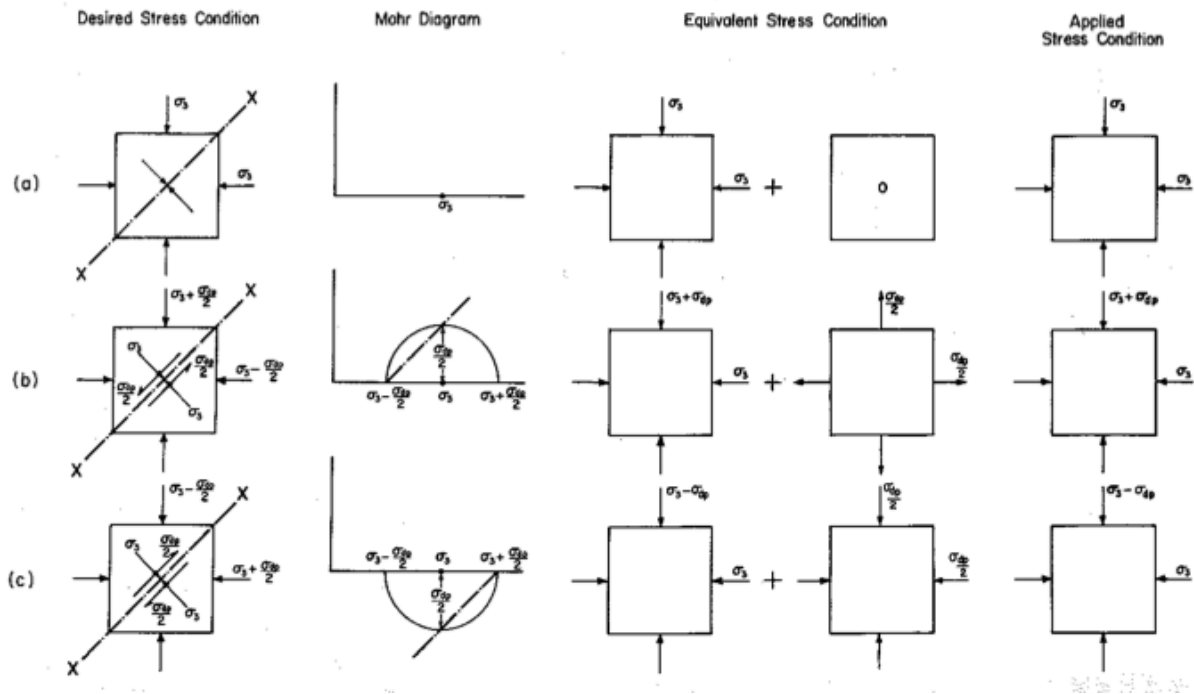 Desired Stress Condition
Mohr Diagram
Equivalent Stress Condition
Applied
Stress Condition
(a)
σ₃
X
σ₃
X
σ₃
σ₃
σ₃
+
O
σ₃
σ₃
(b)
σ₃ + σdp/2
X
σ₃
σdp/2
σdp/2
σ₃
σ₃ − σdp/2
X
σdp/2
σ₃ − σdp/2
σ₃
σ₃ + σdp/2
σ₃ + σdp
σ₃
+
σdp/2
σdp/2
σ₃ + σdp
σ₃
(c)
σ₃ − σdp/2
X
σ₃
σdp/2
σdp/2
σ₃
σ₃ + σdp/2
X
σ₃ − σdp/2
σ₃
σ₃ + σdp/2
σdp/2
σ₃ − σdp
σ₃
+
σdp/2
σdp/2
σ₃ − σdp
σ₃